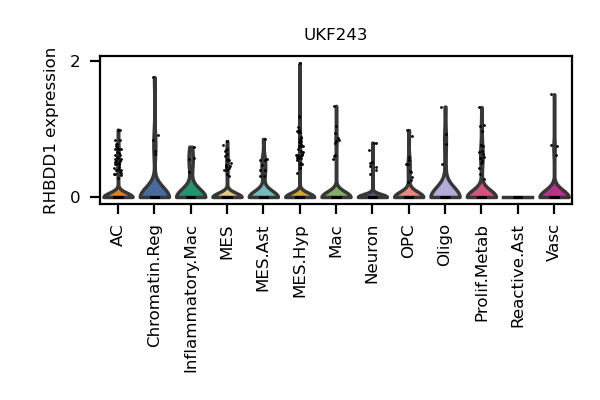 UKF243
RHBDD1 expression
2
0
AC
Chromatin.Reg
Inflammatory.Mac
MES
MES.Ast
MES.Hyp
Mac
Neuron
OPC
Oligo
Prolif.Metab
Reactive.Ast
Vasc